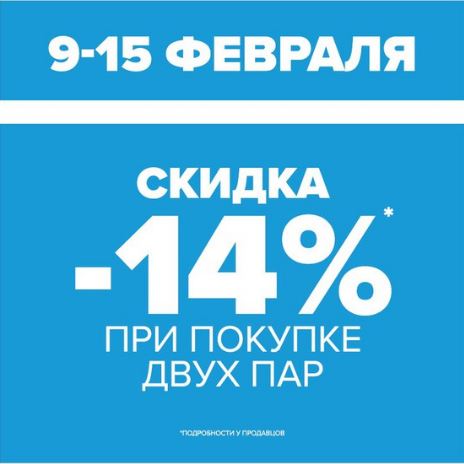 9-15 ФЕВРАЛЯ
СКИДКА
-14%*
ПРИ ПОКУПКЕ
ДВУХ ПАР
*ПОДРОБНОСТИ У ПРОДАВЦОВ